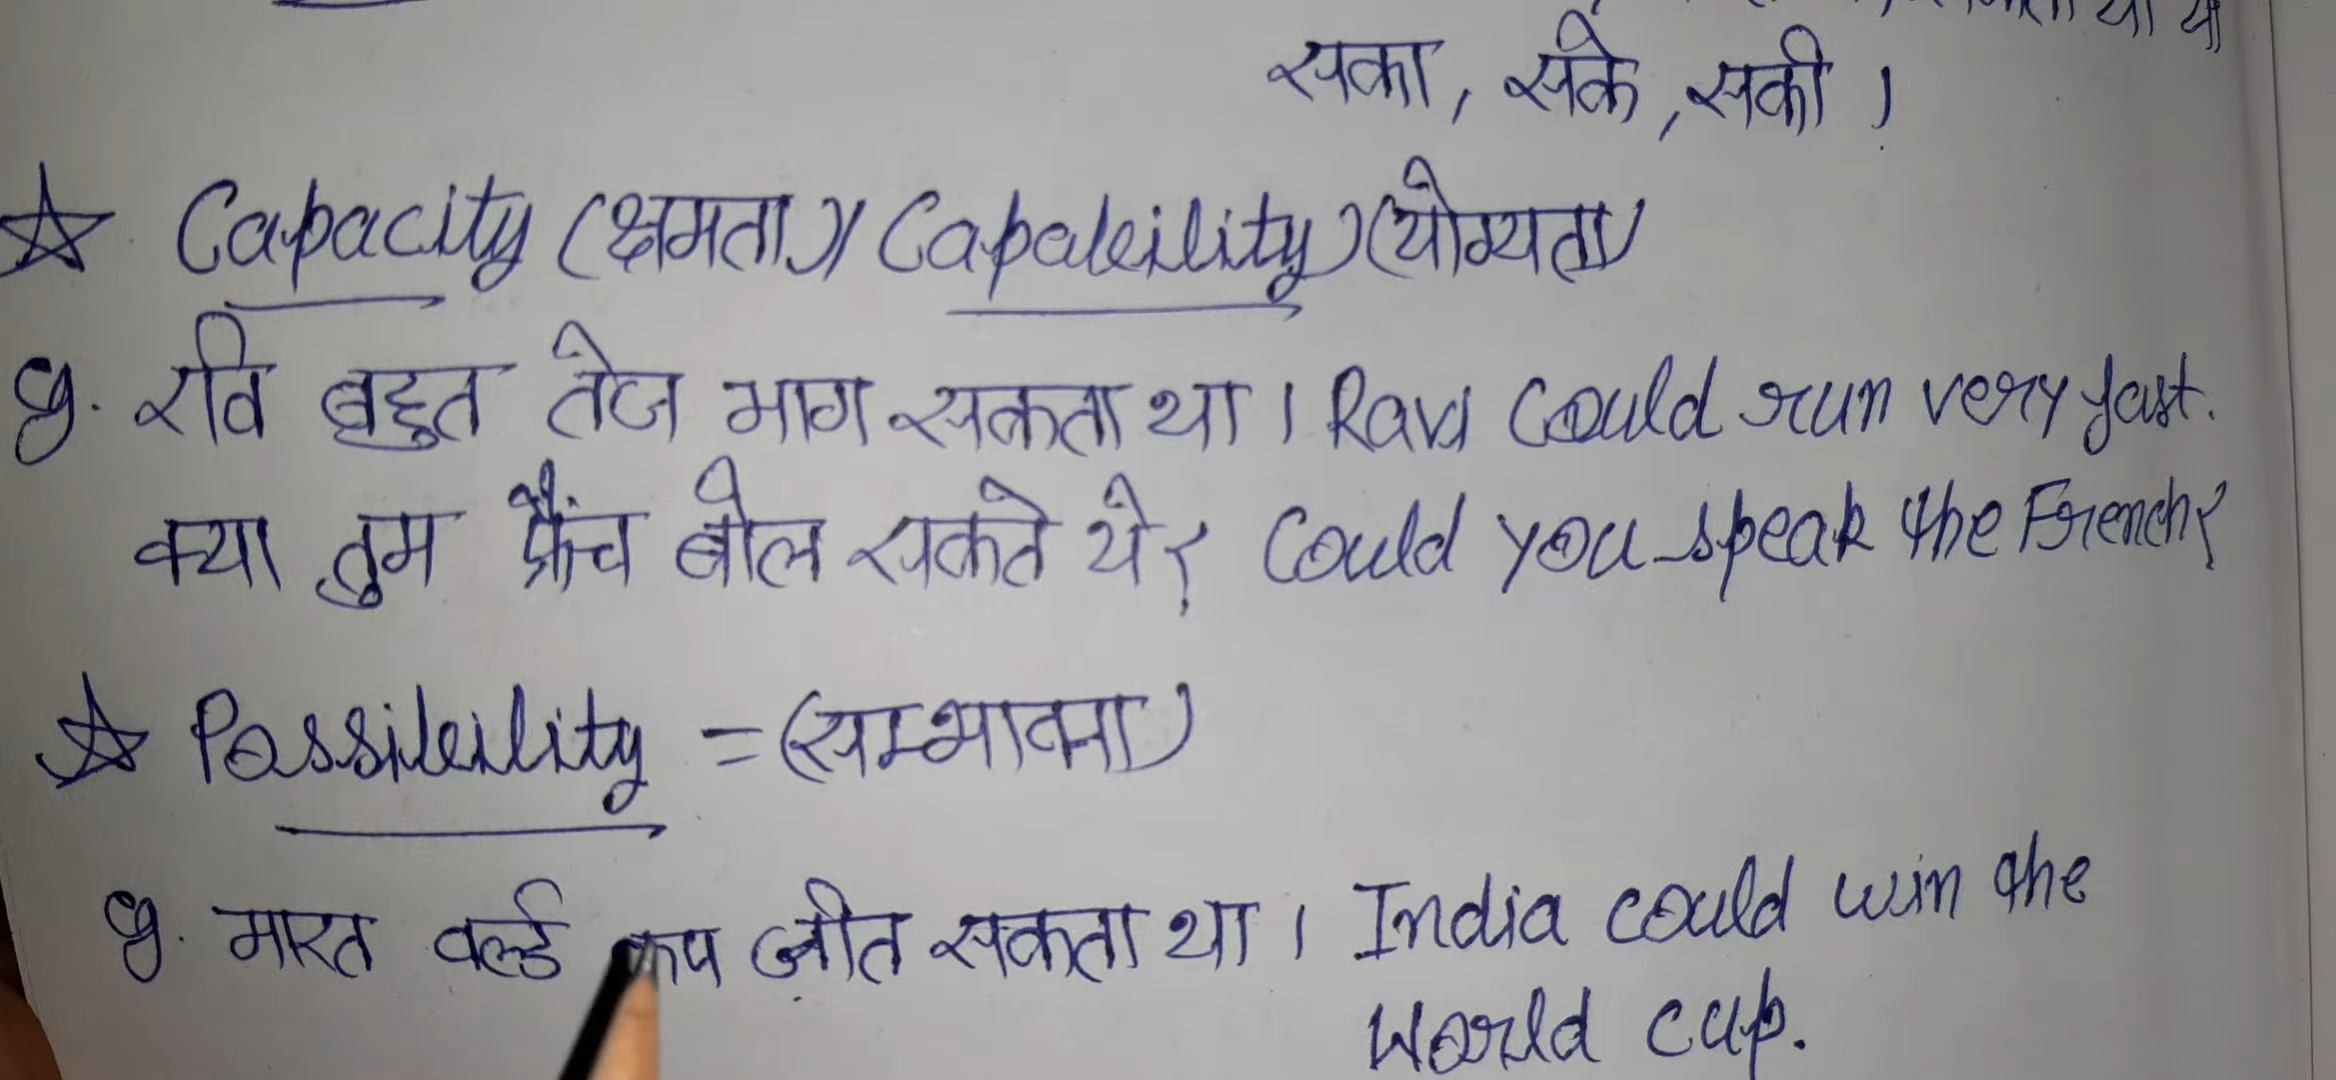 सका, सके, सकी ।
☆ Capacity (क्षमता)/ Capability)(योग्यता)
eg. रवि बहुत तेज भाग सकता था । Ravi Could run very fast.
क्या तुम फ्रैंच बोल सकते थे? Could you speak the French?
☆ Possibility = (सम्भावना)
eg. भारत वर्ल्ड कप जीत सकता था । India could win the
World cup.